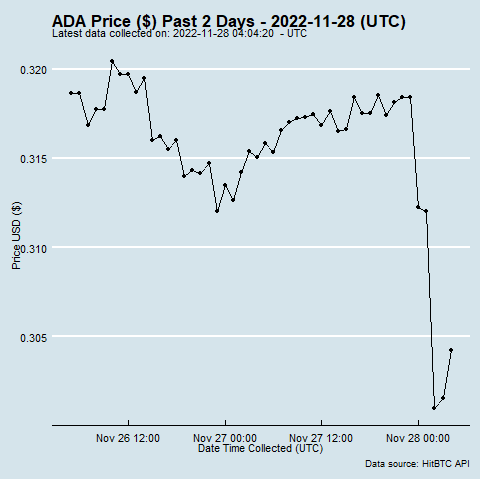 ADA Price ($) Past 2 Days - 2022-11-28 (UTC)
Latest data collected on: 2022-11-28 04:04:20 - UTC
0.320
0.315
0.310
0.305
Price USD ($)
Nov 26 12:00 Nov 27 00:00 Nov 27 12:00 Nov 28 00:00
Date Time Collected (UTC)
Data source: HitBTC API